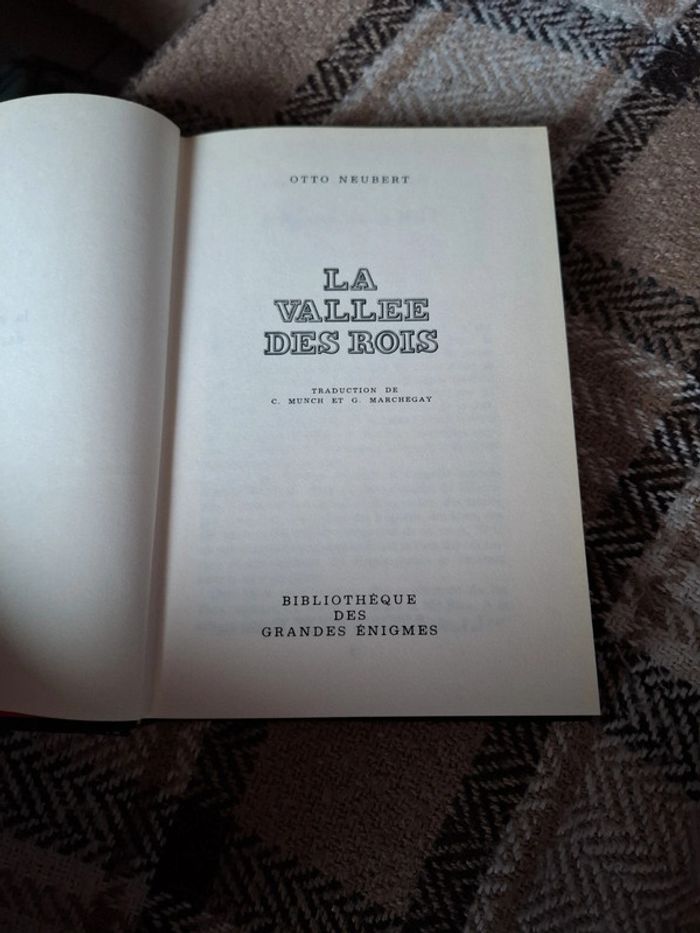 OTTO NEUBERT
LA
VALLEE
DES ROIS
TRADUCTION DE
C. MUNCH ET G. MARCHEGAY
BIBLIOTHÈQUE
DES
GRANDES ÉNIGMES